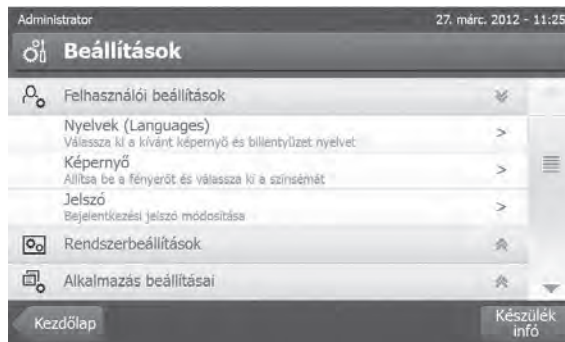 Administrator
27. márc. 2012 - 11:25
Beállítások
Felhasználói beállítások
Nyelvek (Languages)
Válassza ki a kívánt képernyő és billentyűzet nyelvet
Képernyő
Állítsa be a fényerőt és válassza ki a színsémát
Jelszó
Bejelentkezési jelszó módosítása
Rendszerbeállítások
Alkalmazás beállításai
Kezdőlap
Készülék
infó